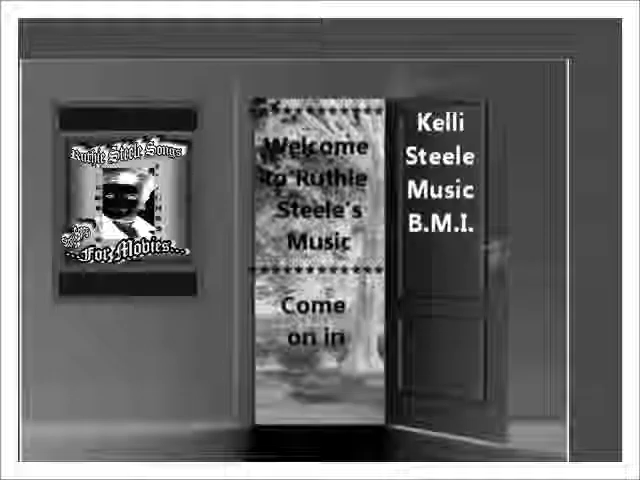 Ruthie Steele Songs
For Movies...
Welcome
to Ruthie
Steele's
Music
Come
on in
Kelli
Steele
Music
B.M.I.